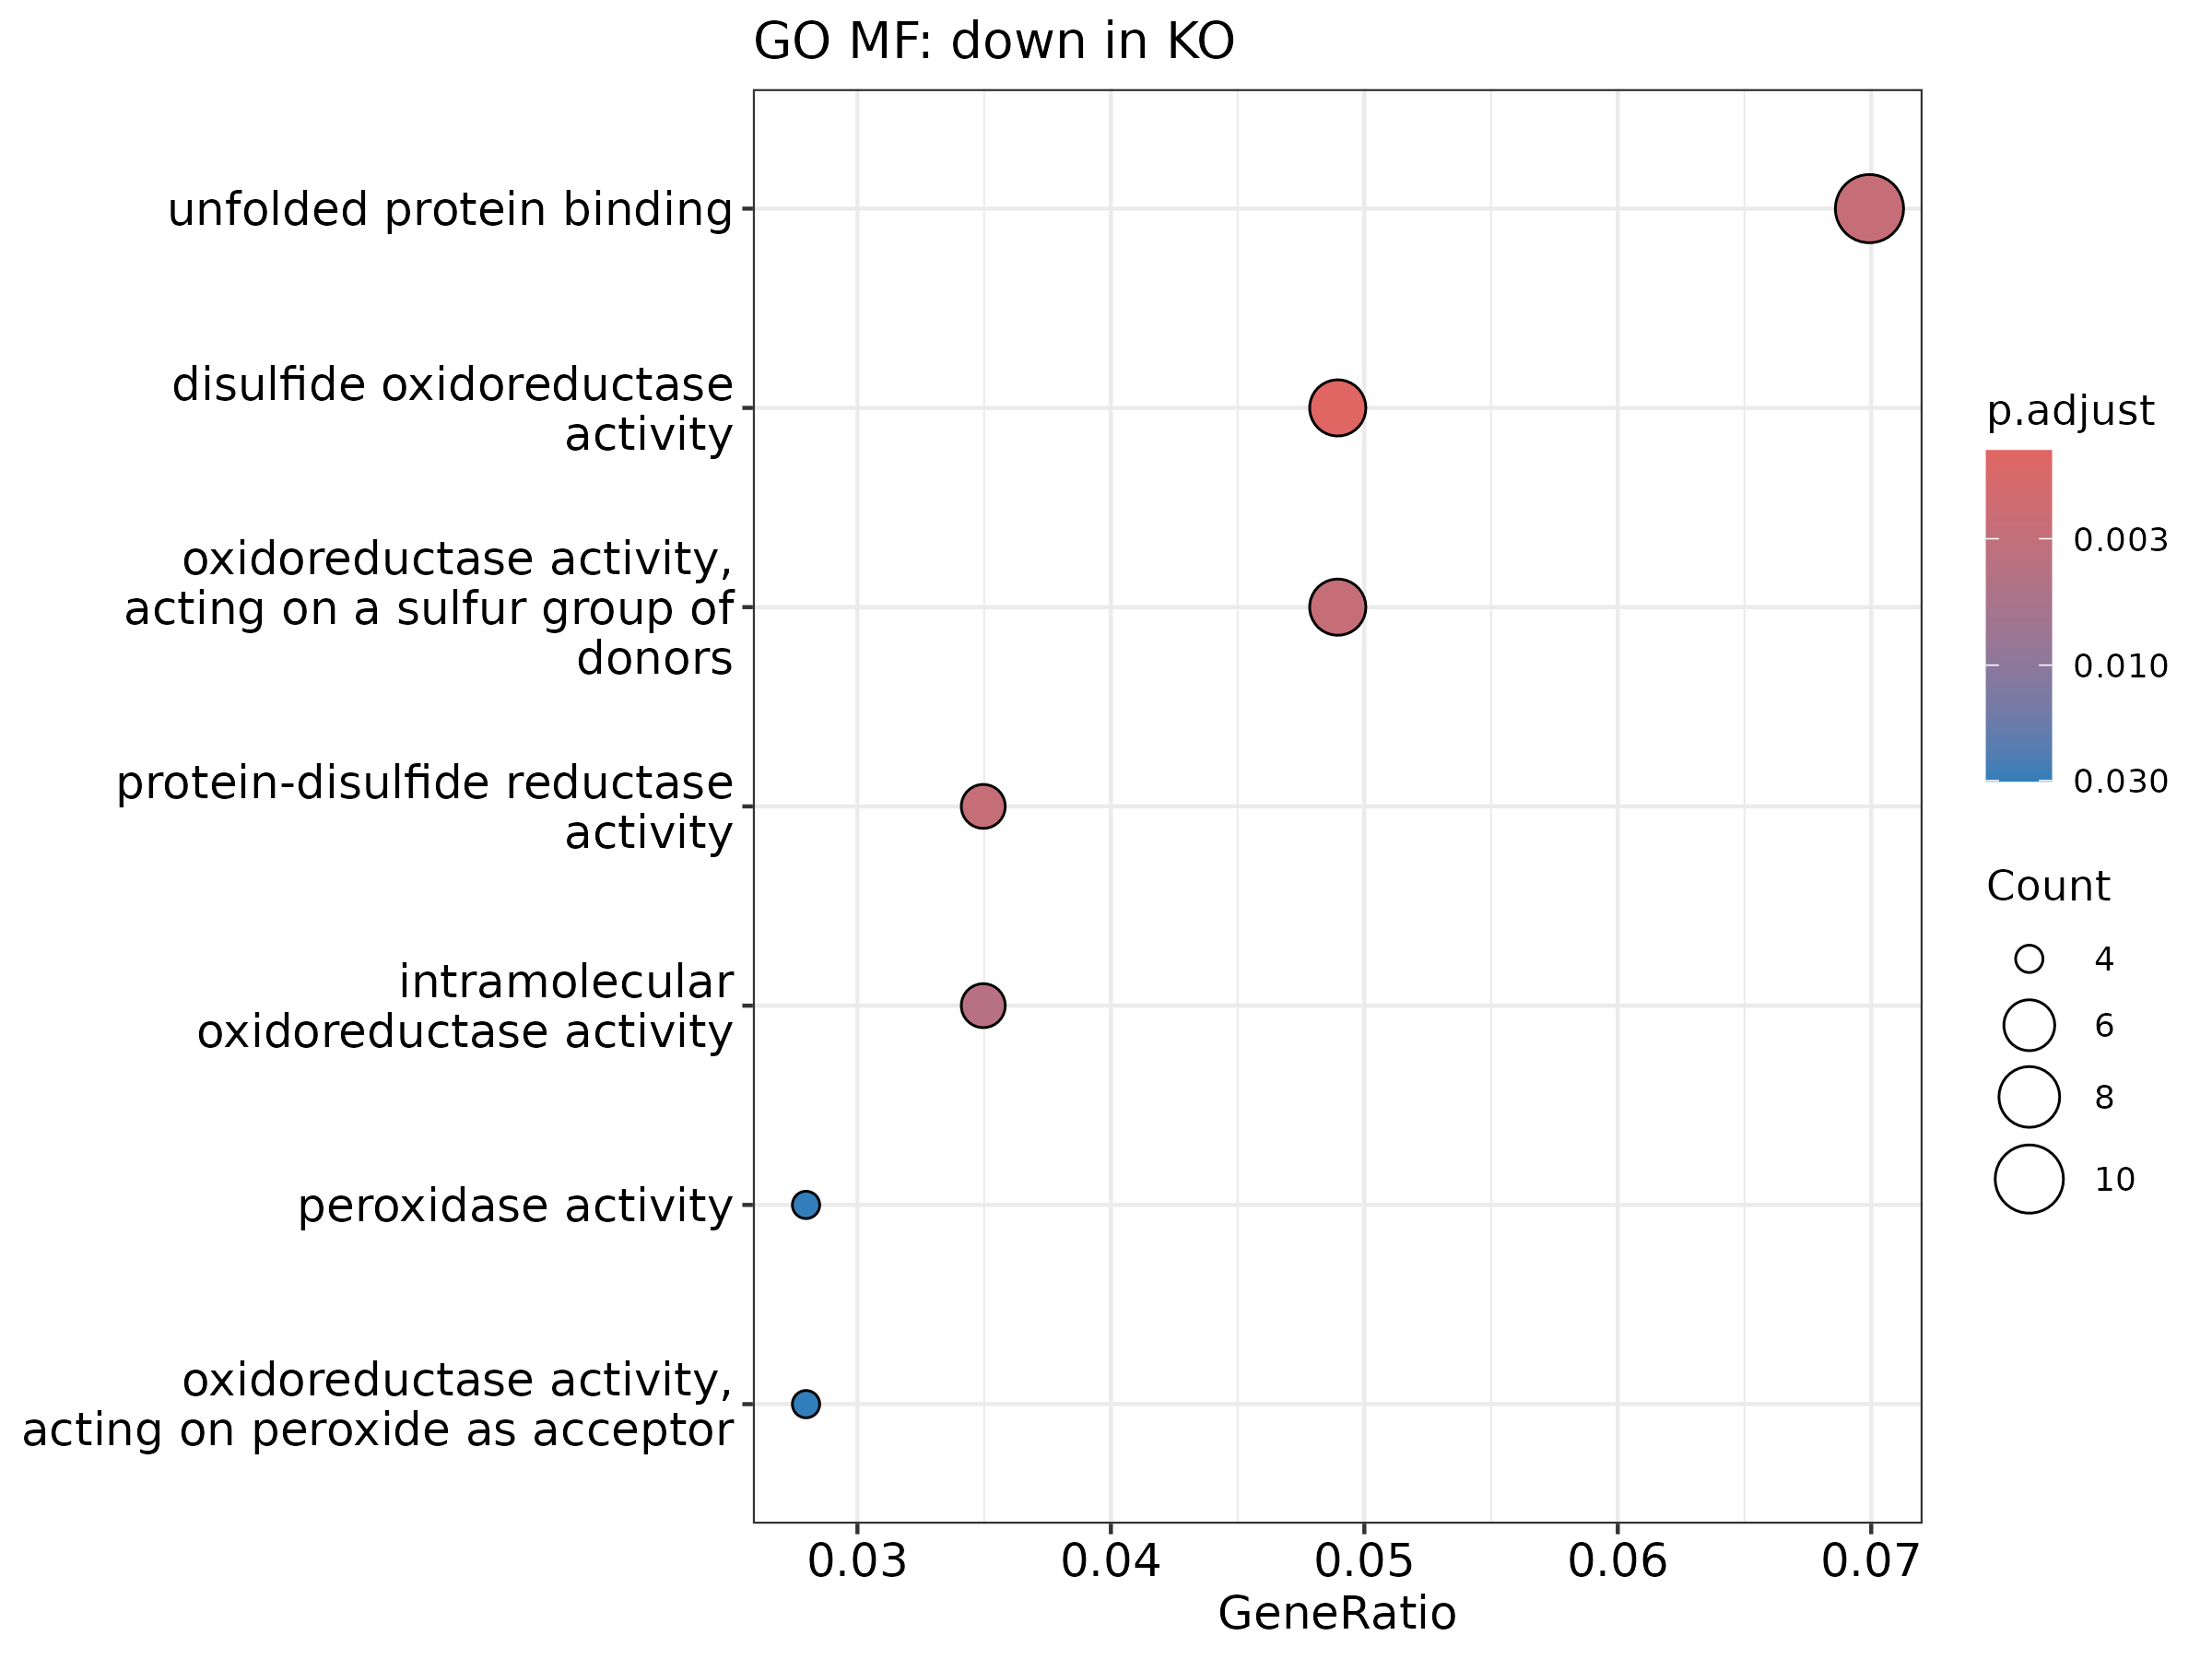 GO MF: down in KO
unfolded protein binding
disulfide oxidoreductase
activity
oxidoreductase activity,
acting on a sulfur group of
donors
protein-disulfide reductase
activity
intramolecular
oxidoreductase activity
peroxidase activity
oxidoreductase activity,
acting on peroxide as acceptor
0.03 0.04 0.05 0.06 0.07
GeneRatio
p.adjust
0.003
0.010
0.030
Count
4
6
8
10